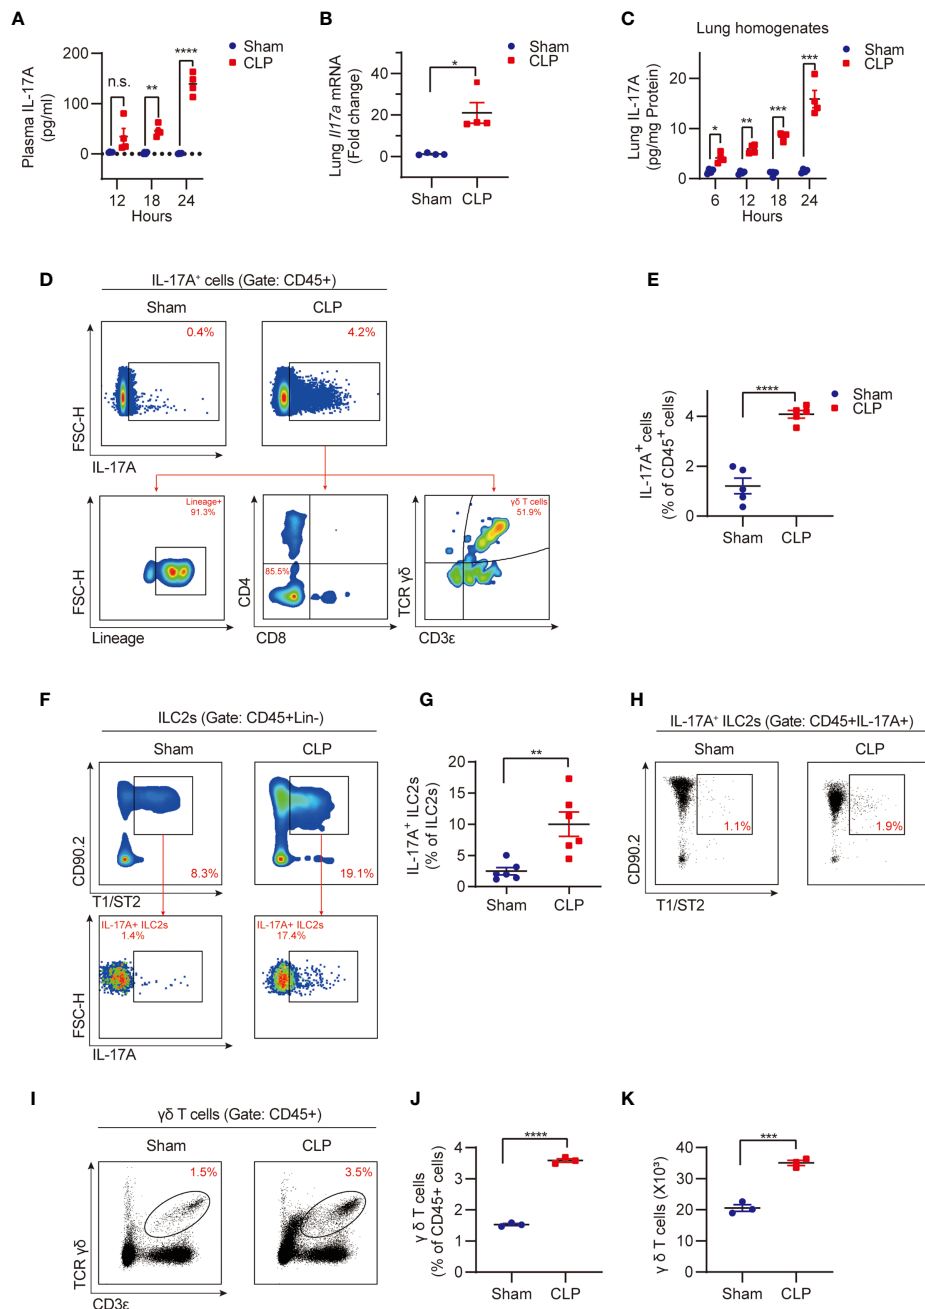 A
Plasma IL-17A
(pg/ml)
200
100
0
n.s.
**
****
Sham
CLP
12
18
24
Hours
B
Lung Il17a mRNA
(Fold change)
40
20
0
*
Sham
CLP
Sham
CLP
C
Lung homogenates
Lung IL-17A
(pg/mg Protein)
20
10
0
*
**
***
***
Sham
CLP
6
12
18
24
Hours
D
IL-17A⁺ cells (Gate: CD45+)
Sham
CLP
0.4%
4.2%
FSC-H
IL-17A
Lineage+
91.3%
FSC-H
Lineage
85.5%
CD4
CD8
γδ T cells
51.9%
TCR γδ
CD3ε
E
IL-17A⁺ cells
(% of CD45⁺ cells)
4
2
0
****
Sham
CLP
Sham
CLP
F
ILC2s (Gate: CD45+Lin-)
Sham
CLP
8.3%
19.1%
CD90.2
T1/ST2
IL-17A+ ILC2s
1.4%
IL-17A+ ILC2s
17.4%
FSC-H
IL-17A
G
IL-17A⁺ ILC2s
(% of ILC2s)
20
15
10
5
0
**
Sham
CLP
H
IL-17A⁺ ILC2s (Gate: CD45+IL-17A+)
Sham
CLP
1.1%
1.9%
CD90.2
T1/ST2
I
γδ T cells (Gate: CD45+)
Sham
CLP
1.5%
3.5%
TCR γδ
CD3ε
J
γ δ T cells
(% of CD45+ cells)
4
3
2
1
0
****
Sham
CLP
K
γ δ T cells (X10³)
40
30
20
10
0
***
Sham
CLP